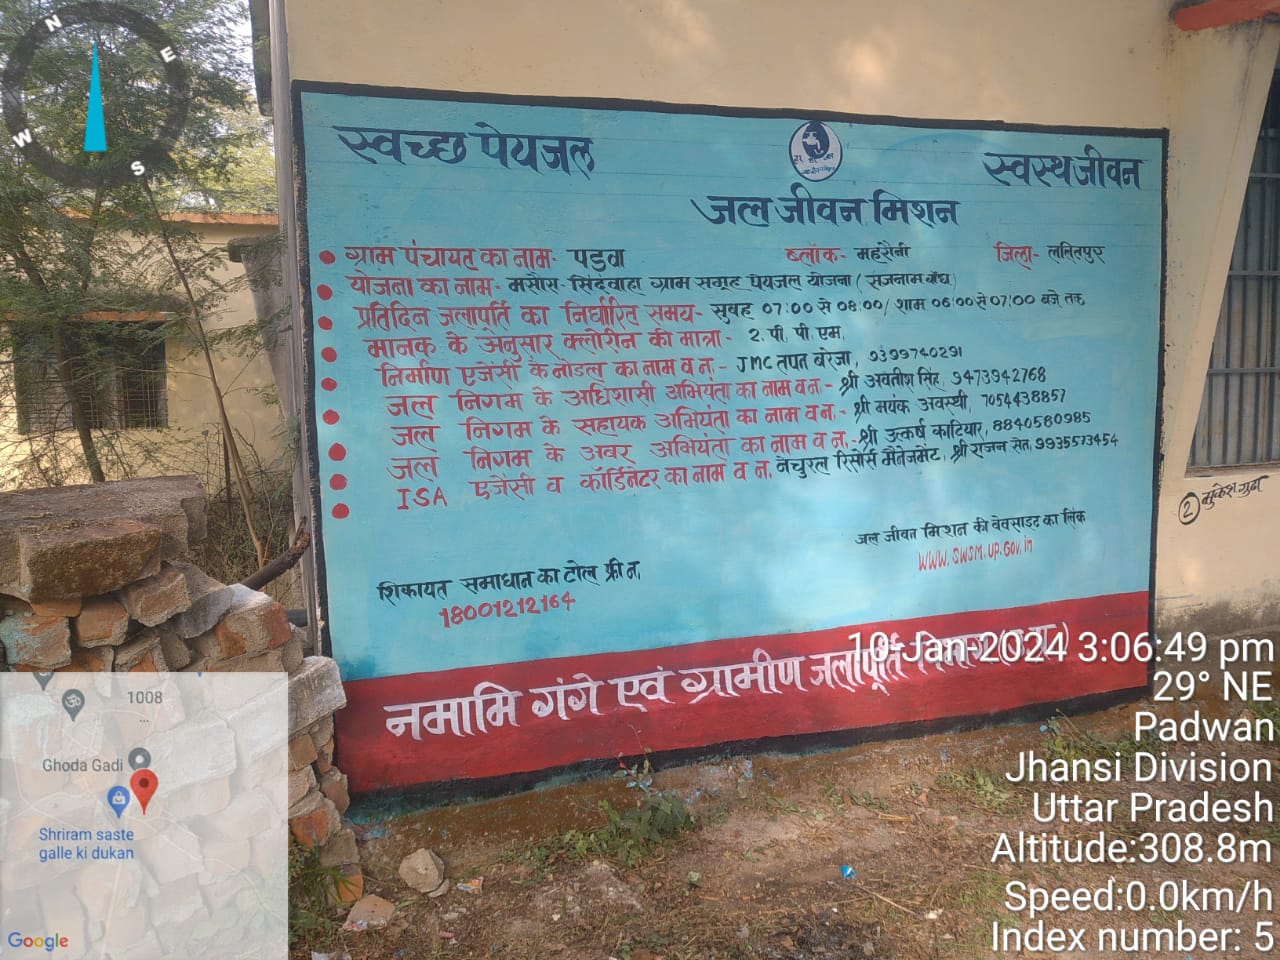 स्वच्छ पेयजल
स्वस्थ जीवन
हर घर जल
जल जीवन मिशन
ग्राम पंचायत का नाम- पड़वा ब्लॉक- महरौनी जिला- ललितपुर
योजना का नाम- मसौरा-सिंदवाहा ग्राम समूह पेयजल योजना (सजनाम बाँध)
प्रतिदिन जलापूर्ति का निर्धारित समय- सुबह 07:00 से 08:00/ शाम 06:00 से 07:00 बजे तक
मानक के अनुसार क्लोरीन की मात्रा- 2. पी. पी. एम.
निर्माण एजेंसी के नोडल का नाम व न.- JMC तपत बरेजा, 9399740291
जल निगम के अधिशासी अभियंता का नाम व न.- श्री अवनीश सिंह, 9473942768
जल निगम के सहायक अभियंता का नाम व न.- श्री मयंक अवस्थी, 7054438857
जल निगम के अवर अभियंता का नाम व न.- श्री उत्कर्ष काटियार, 8840580985
ISA एजेंसी व कॉर्डिनेटर का नाम व न. नेचुरल रिसोर्स मैनेजमेंट, श्री राजन सेत, 9935573454
जल जीवन मिशन की वेवसाइट का लिंक
WWW.SWSM.UP.GOV.in
शिकायत समाधान का टोल फ्री न.
18001212164
नमामि गंगे एवं ग्रामीण जलापूर्ति विभाग (उ.प्र.)
2 मुकेश गुप्ता
N
E
S
W
10-Jan-2024 3:06:49 pm
29° NE
Padwan
Jhansi Division
Uttar Pradesh
Altitude:308.8m
Speed:0.0km/h
Index number: 5
1008
...
Ghoda Gadi
Shriram saste
galle ki dukan
Google